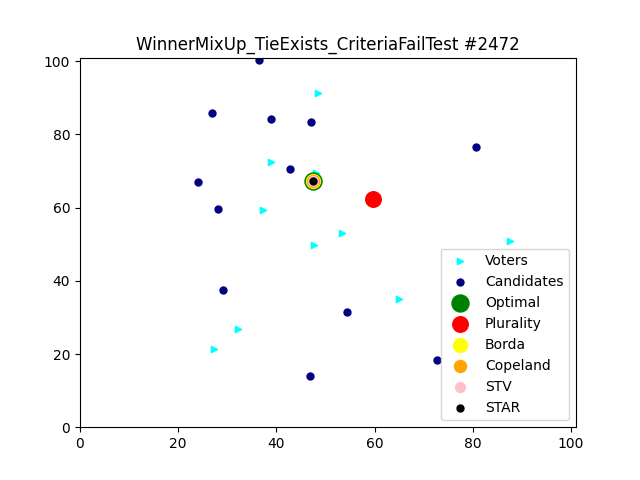 WinnerMixUp_TieExists_CriteriaFailTest #2472
100
80
60
40
20
0
0 20 40 60 80 100
Voters
Candidates
Optimal
Plurality
Borda
Copeland
STV
STAR